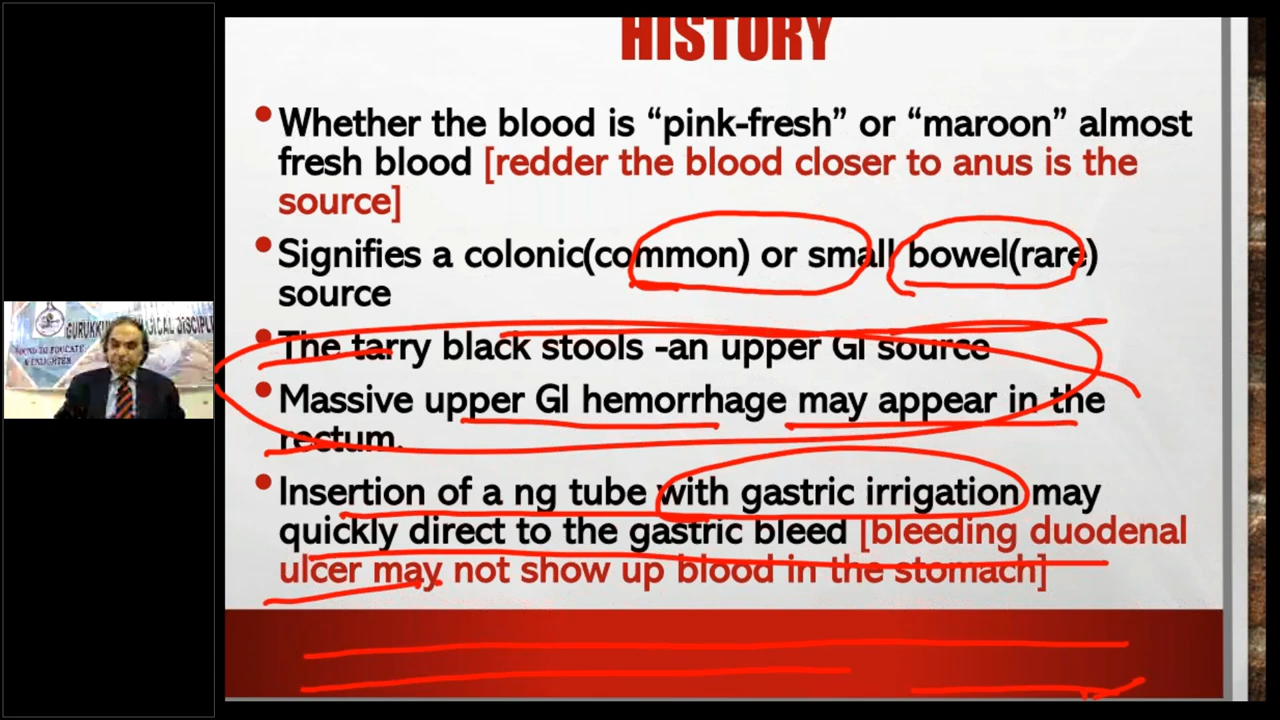 HISTORY
•Whether the blood is “pink-fresh” or “maroon” almost
fresh blood [redder the blood closer to anus is the
source]
•Signifies a colonic(common) or small bowel(rare)
source
•The tarry black stools -an upper GI source
•Massive upper GI hemorrhage may appear in the
rectum.
•Insertion of a ng tube with gastric irrigation may
quickly direct to the gastric bleed [bleeding duodenal
ulcer may not show up blood in the stomach]